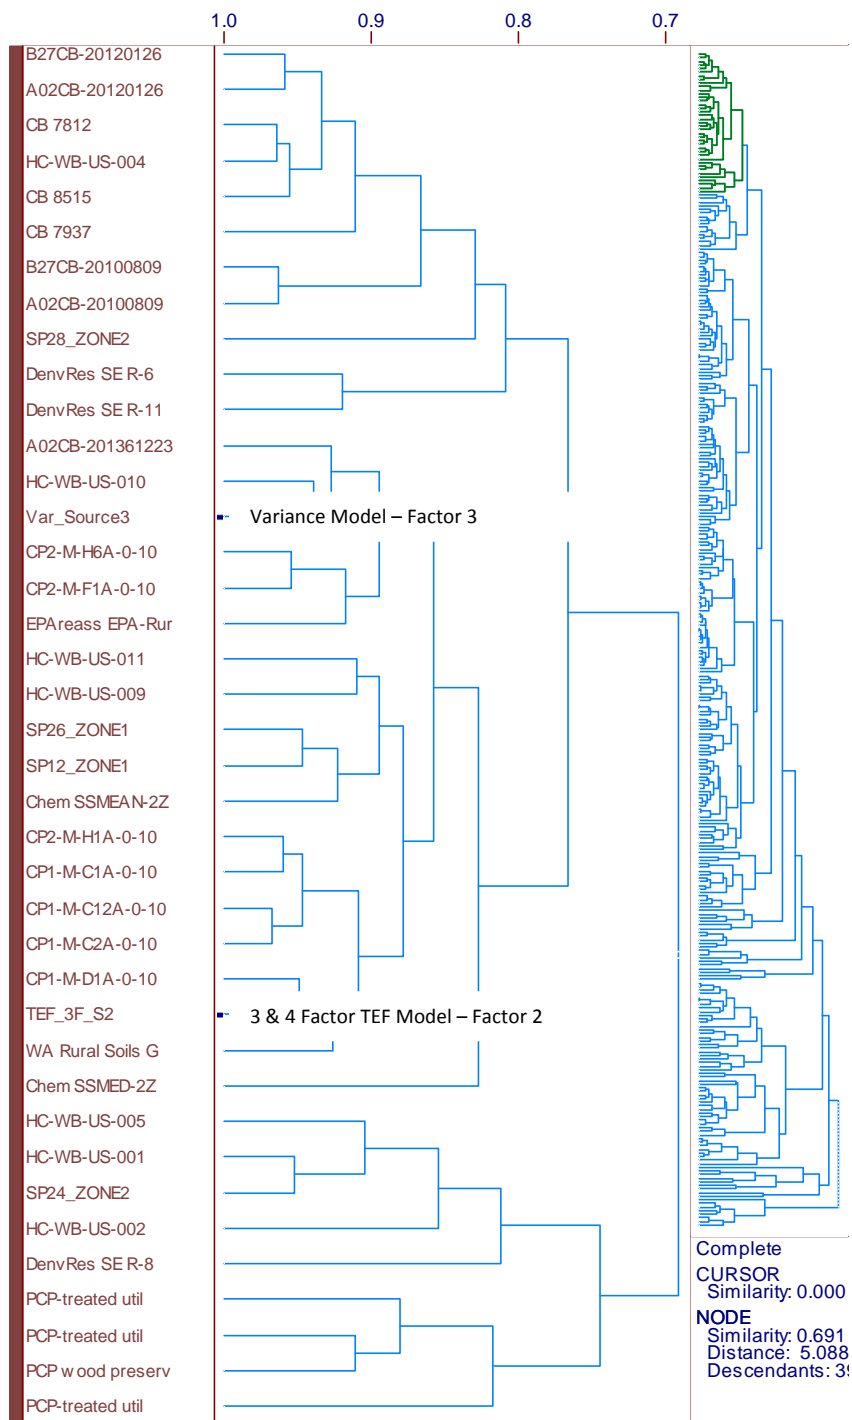 1.0 0.9 0.8 0.7
B27CB-20120126
A02CB-20120126
CB 7812
HC-WB-US-004
CB 8515
CB 7937
B27CB-20100809
A02CB-20100809
SP28_ZONE2
DenvRes SE R-6
DenvRes SE R-11
A02CB-201361223
HC-WB-US-010
Var_Source3 Variance Model – Factor 3
CP2-M-H6A-0-10
CP2-M-F1A-0-10
EPAreass EPA-Rur
HC-WB-US-011
HC-WB-US-009
SP26_ZONE1
SP12_ZONE1
Chem SSMEAN-2Z
CP2-M-H1A-0-10
CP1-M-C1A-0-10
CP1-M-C12A-0-10
CP1-M-C2A-0-10
CP1-M-D1A-0-10
TEF_3F_S2 3 & 4 Factor TEF Model – Factor 2
WA Rural Soils G
Chem SSMED-2Z
HC-WB-US-005
HC-WB-US-001
SP24_ZONE2
HC-WB-US-002
DenvRes SE R-8
PCP-treated util
PCP-treated util
PCP wood preserv
PCP-treated util
Complete
CURSOR
Similarity: 0.000
NODE
Similarity: 0.691
Distance: 5.088
Descendants: 39